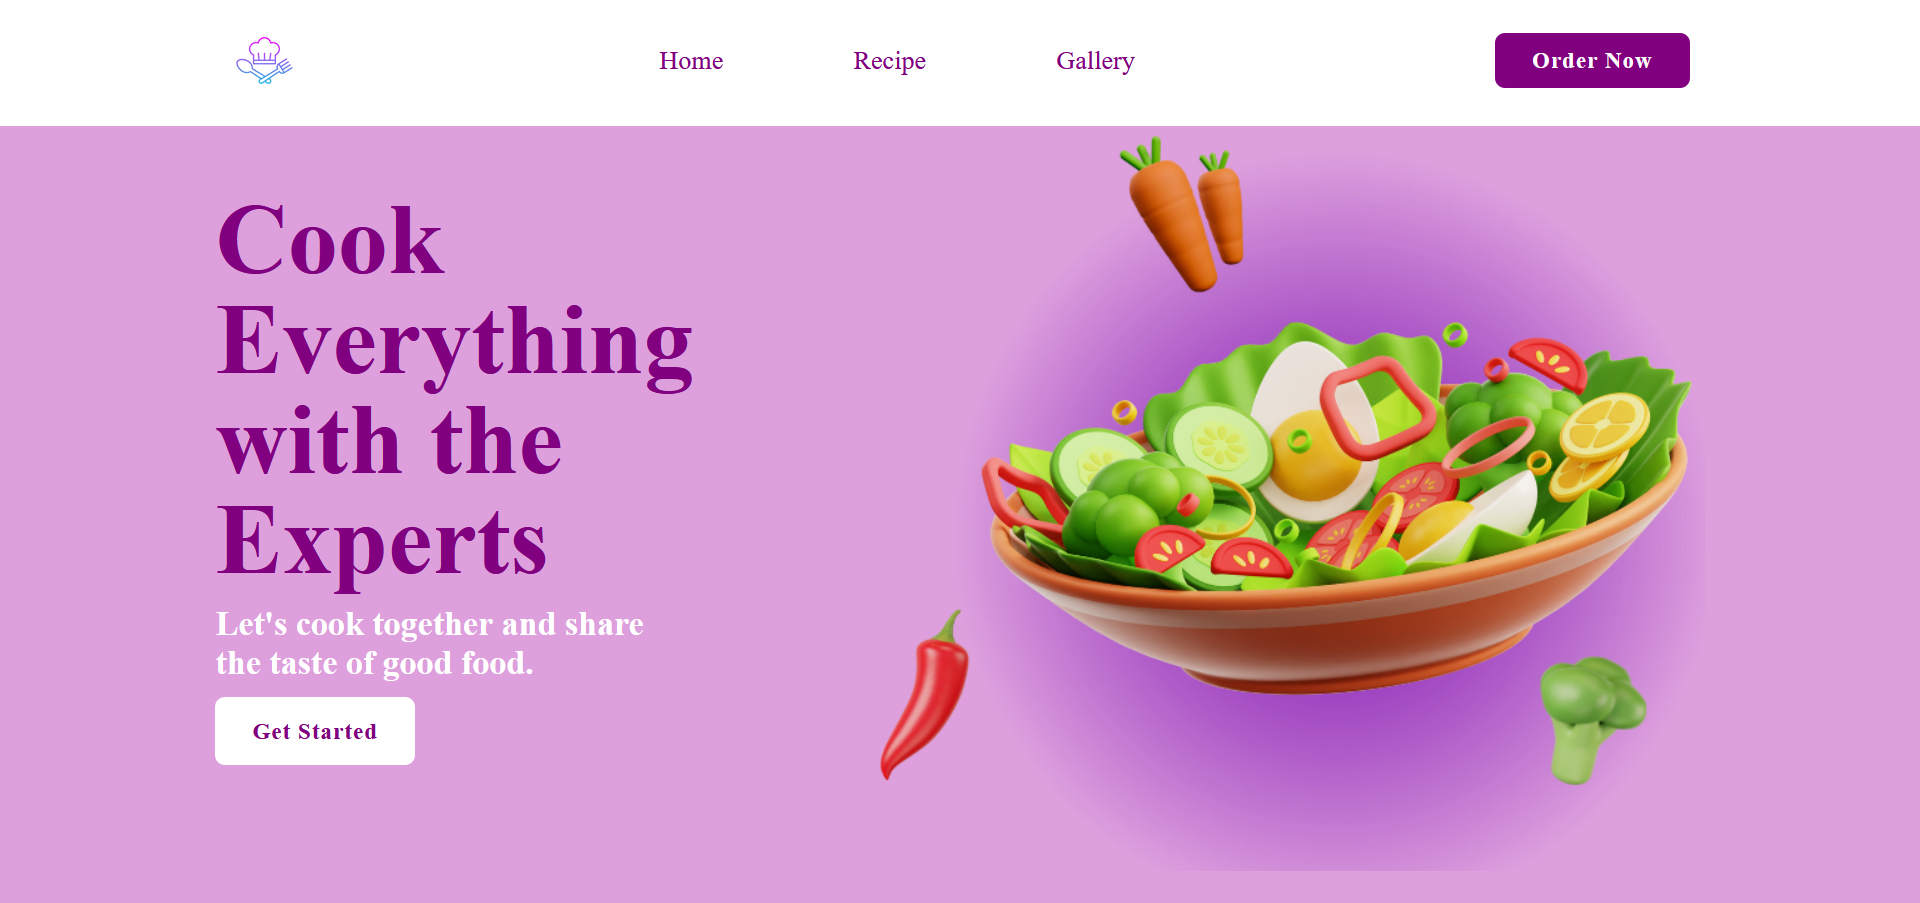 Home
Recipe
Gallery
Order Now
Cook
Everything
with the
Experts
Let's cook together and share
the taste of good food.
Get Started